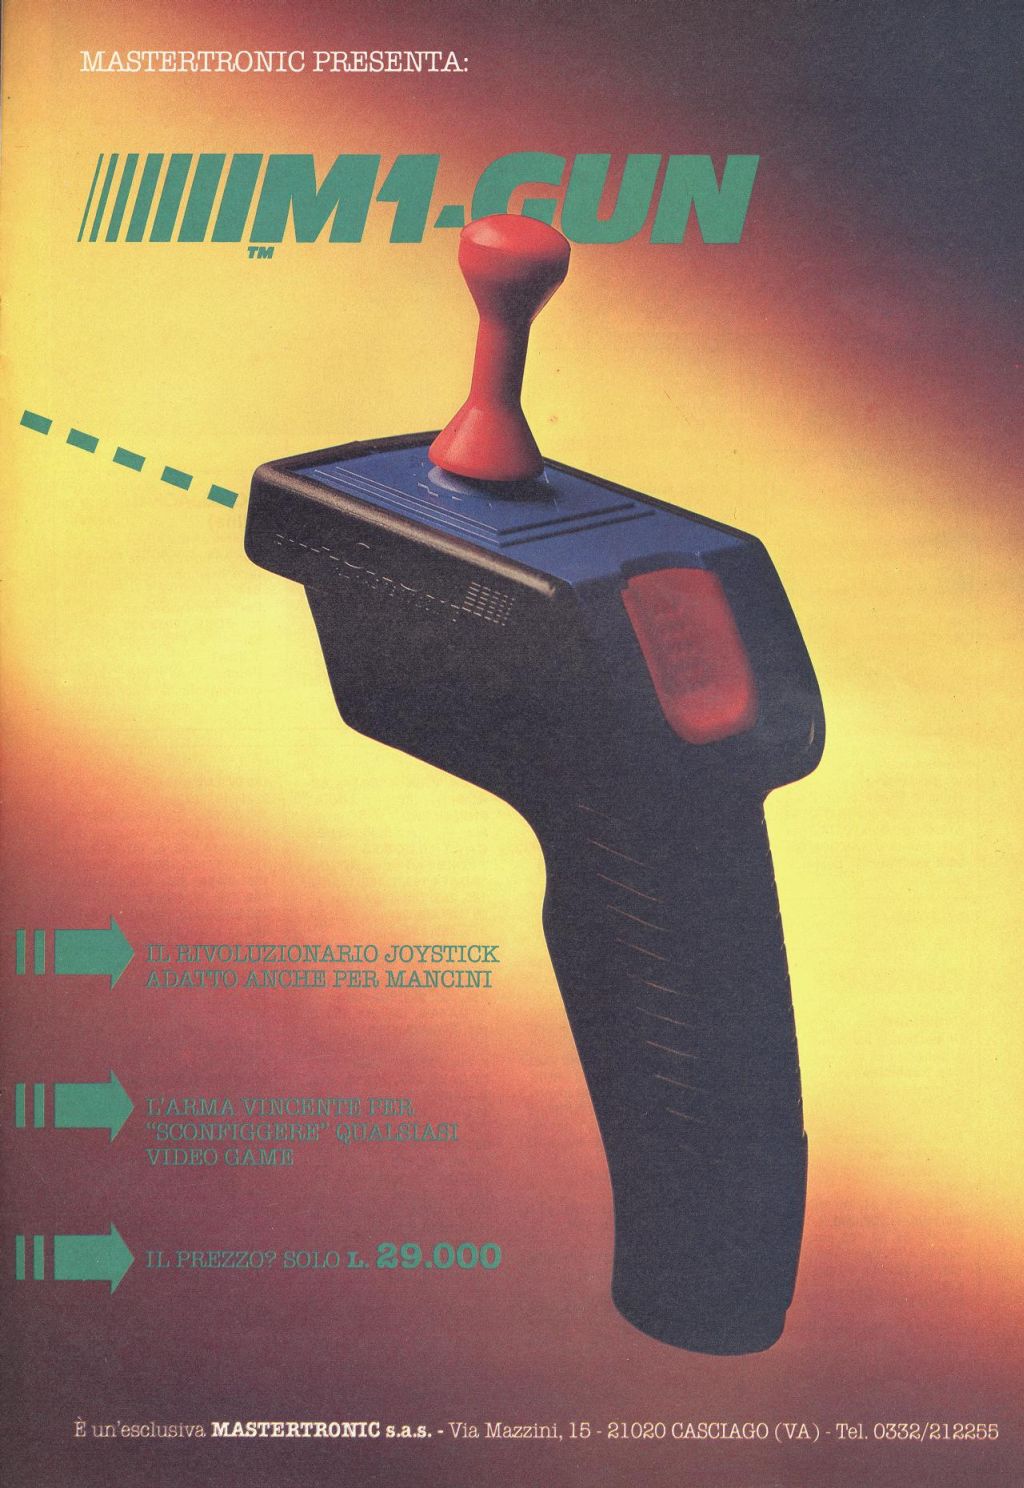 MASTERTRONIC PRESENTA:
M1-GUN
TM
IL RIVOLUZIONARIO JOYSTICK
ADATTO ANCHE PER MANCINI
L'ARMA VINCENTE PER
"SCONFIGGERE" QUALSIASI
VIDEO GAME
IL PREZZO? SOLO L. 29.000
È un'esclusiva MASTERTRONIC s.a.s. - Via Mazzini, 15 - 21020 CASCIAGO (VA) - Tel. 0332/212255